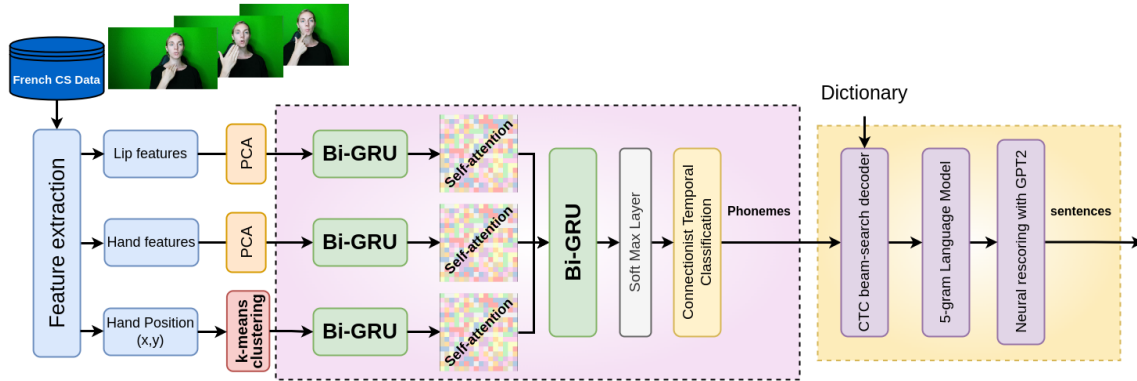 French CS Data
Feature extraction
Lip features
PCA
Bi-GRU
Self-attention
Hand features
PCA
Bi-GRU
Self-attention
Hand Position
(x,y)
k-means
clustering
Bi-GRU
Self-attention
Bi-GRU
Soft Max Layer
Connectionist Temporal
Classification
Phonemes
Dictionary
CTC beam-search decoder
5-gram Language Model
Neural rescoring with GPT2
sentences